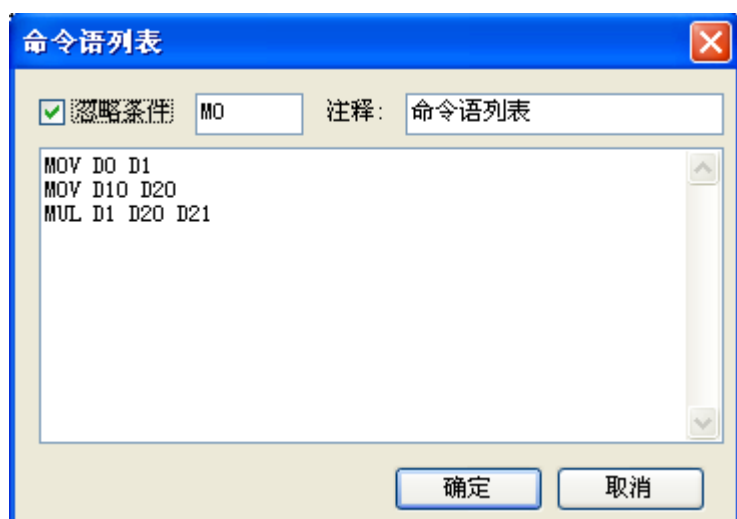 命令语列表
忽略条件 M0 注释: 命令语列表
MOV D0 D1
MOV D10 D20
MUL D1 D20 D21
确定 取消